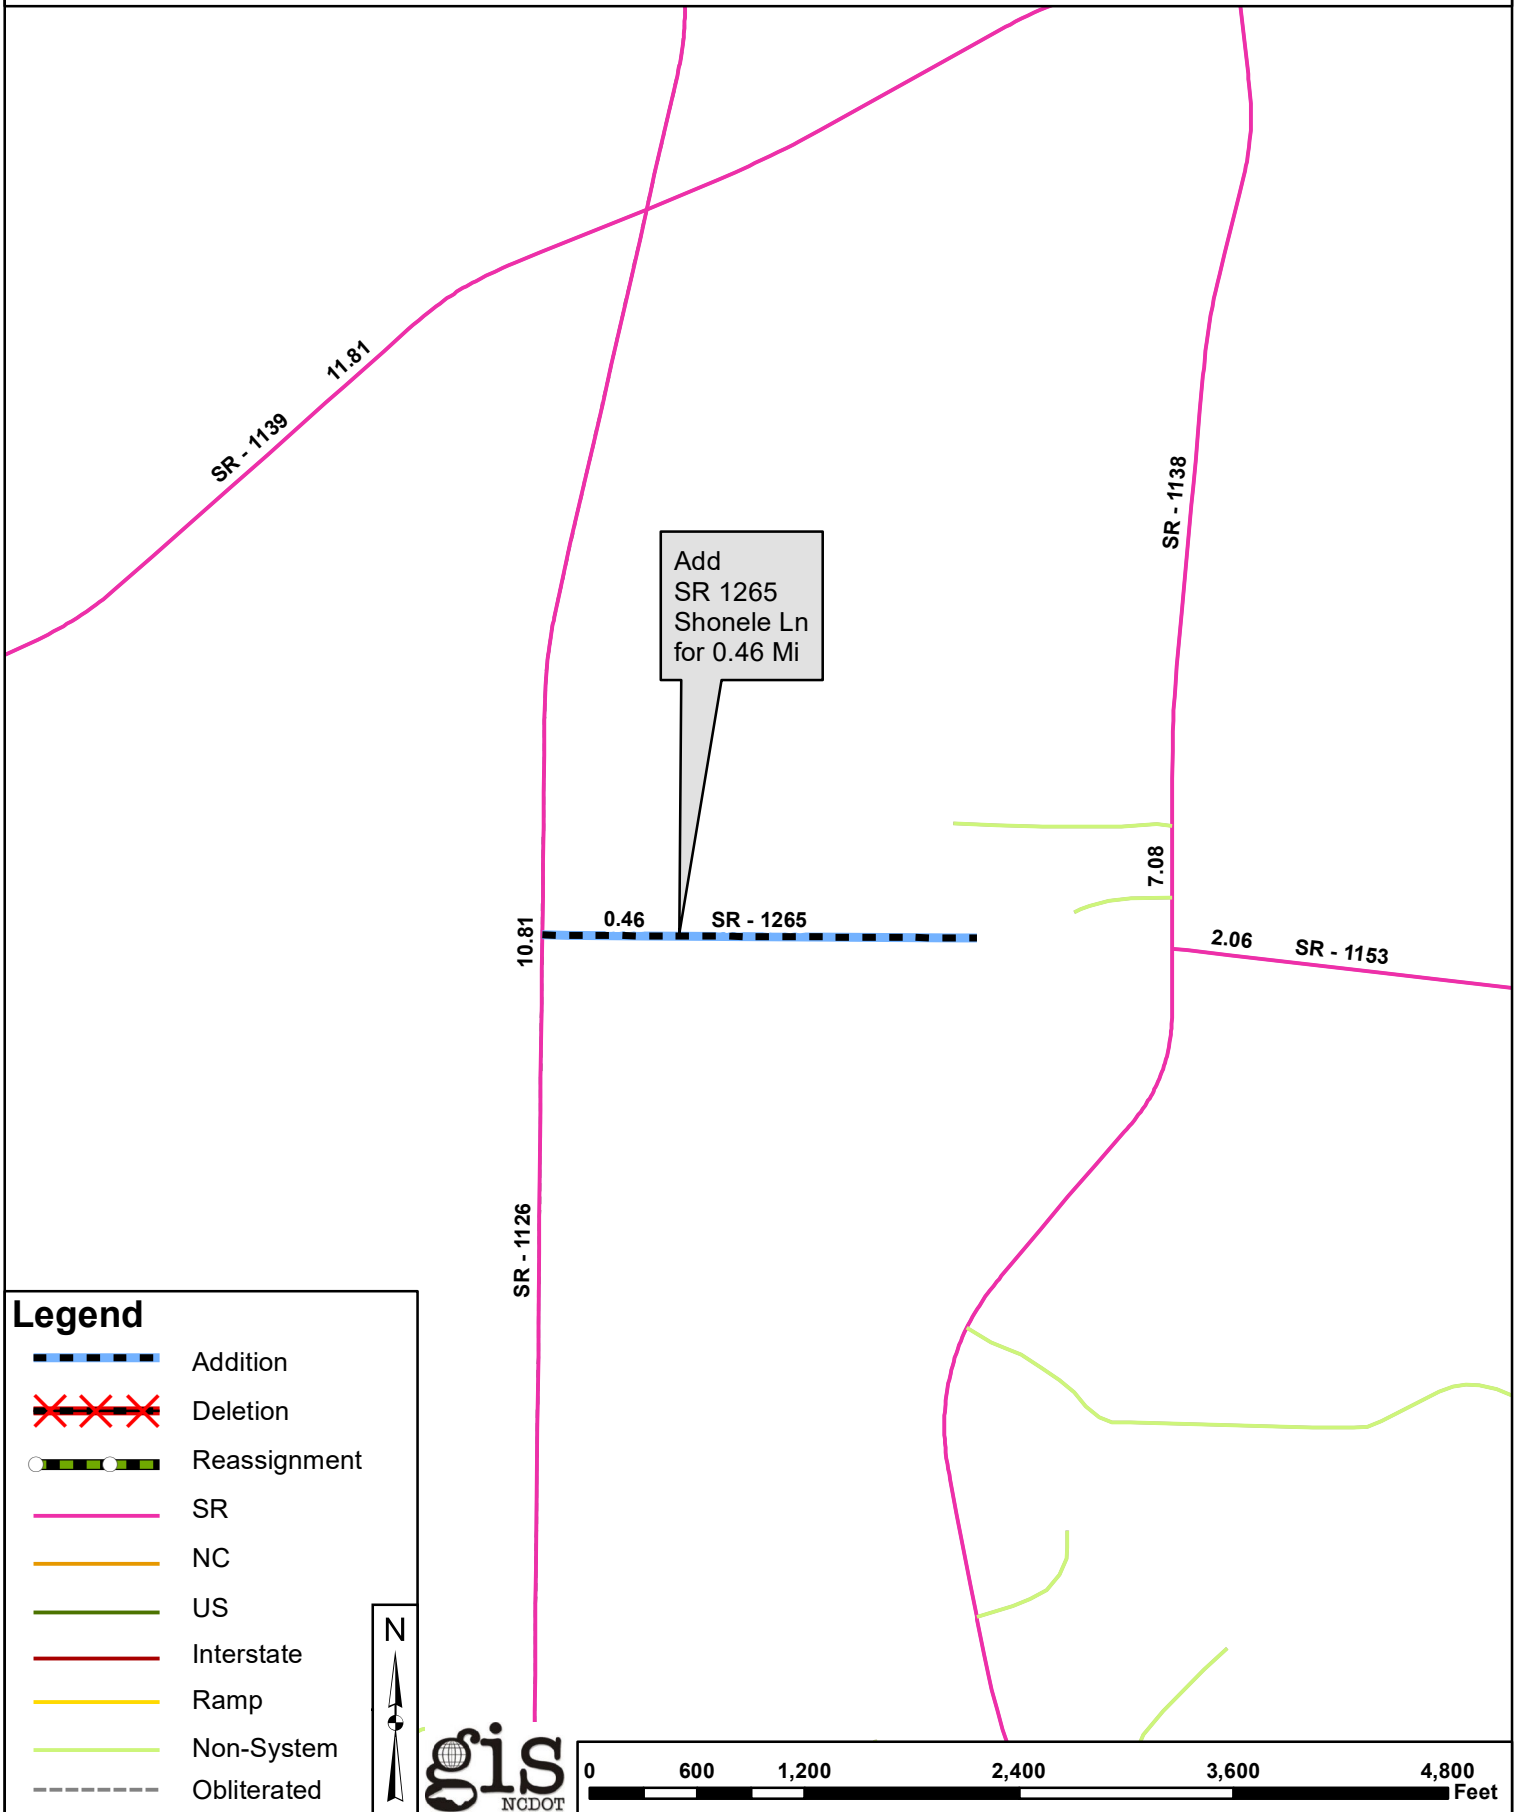 11.81
SR - 1139
SR - 1138
Add
SR 1265
Shonele Ln
for 0.46 Mi
7.08
0.46
SR - 1265
10.81
2.06
SR - 1153
SR - 1126
Legend
Addition
Deletion
Reassignment
SR
NC
US
Interstate
Ramp
Non-System
Obliterated
N
gis
NCDOT
0 600 1,200 2,400 3,600 4,800
Feet